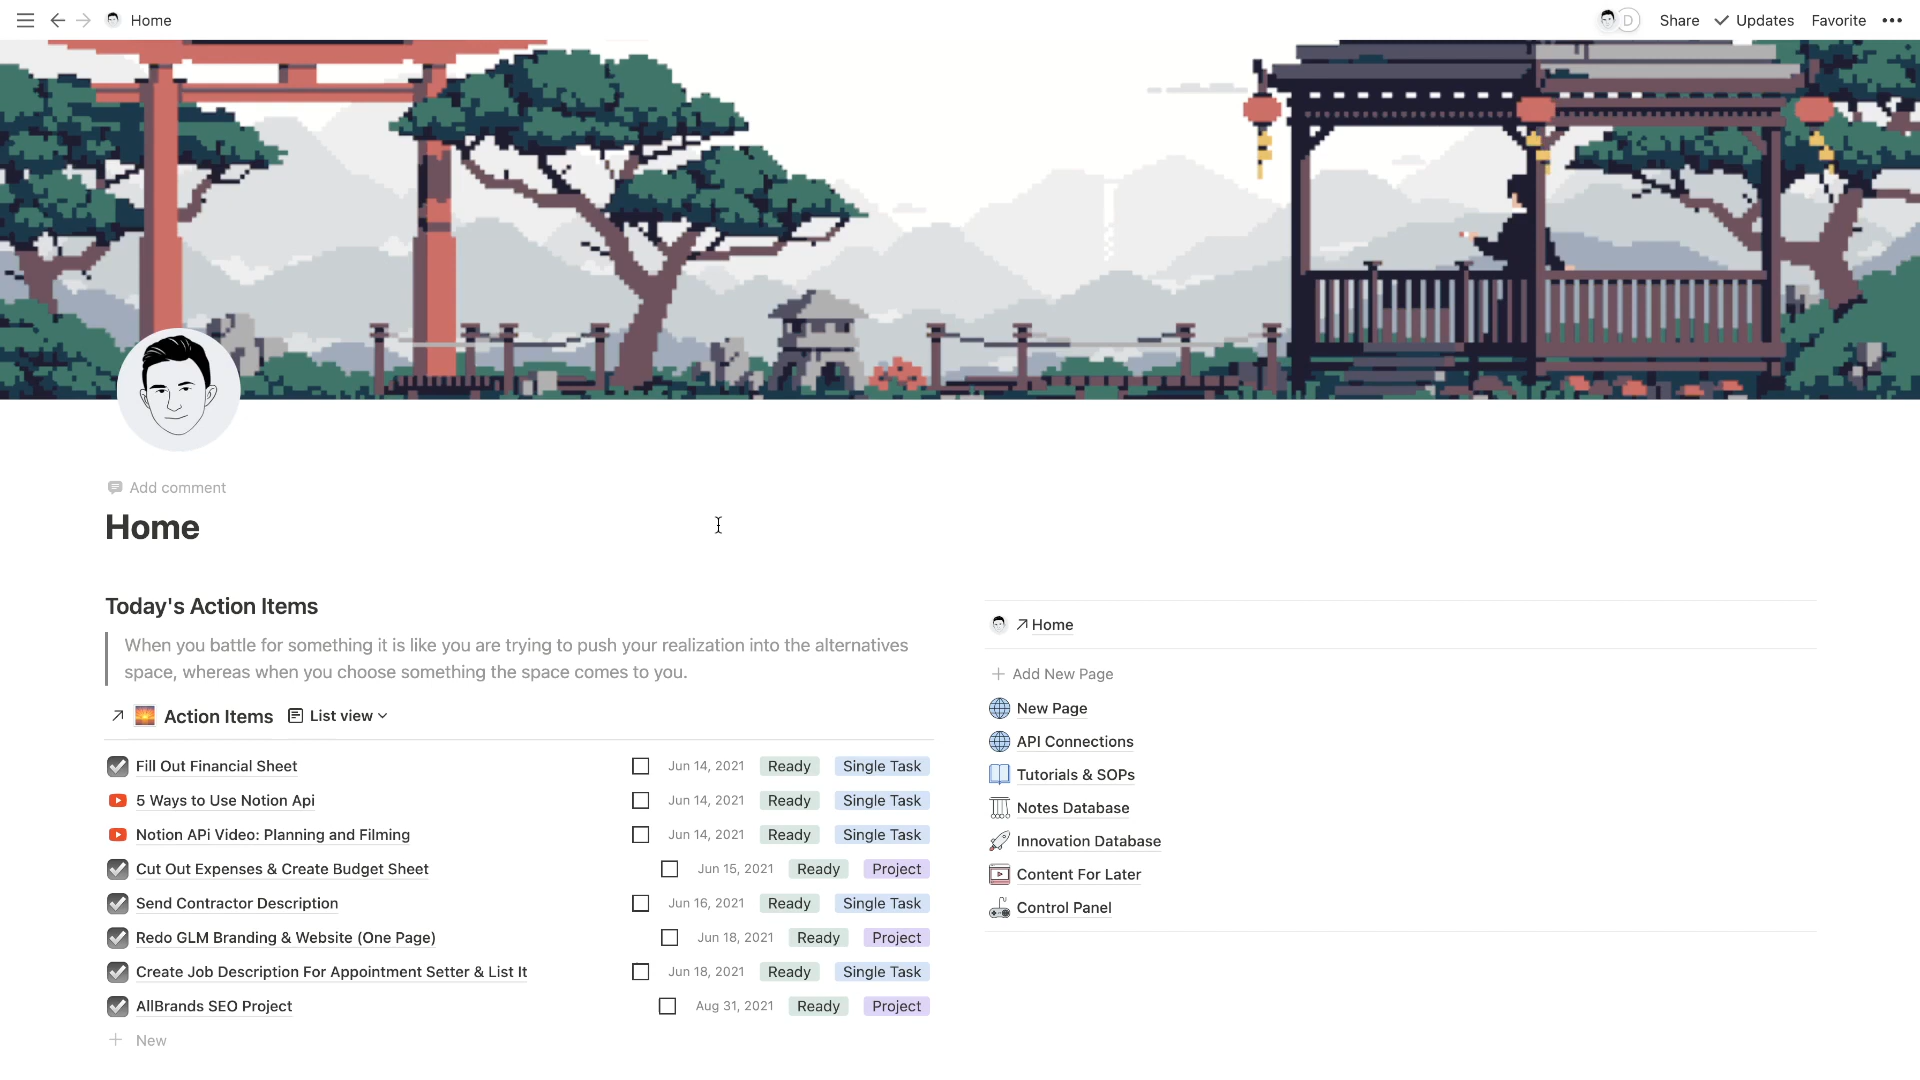 Home
D
Share
Updates
Favorite
Add comment
Home
Today's Action Items
When you battle for something it is like you are trying to push your realization into the alternatives
space, whereas when you choose something the space comes to you.
Action Items List view
Fill Out Financial Sheet Jun 14, 2021 Ready Single Task
5 Ways to Use Notion Api Jun 14, 2021 Ready Single Task
Notion APi Video: Planning and Filming Jun 14, 2021 Ready Single Task
Cut Out Expenses & Create Budget Sheet Jun 15, 2021 Ready Project
Send Contractor Description Jun 16, 2021 Ready Single Task
Redo GLM Branding & Website (One Page) Jun 18, 2021 Ready Project
Create Job Description For Appointment Setter & List It Jun 18, 2021 Ready Single Task
AllBrands SEO Project Aug 31, 2021 Ready Project
New
Home
Add New Page
New Page
API Connections
Tutorials & SOPs
Notes Database
Innovation Database
Content For Later
Control Panel